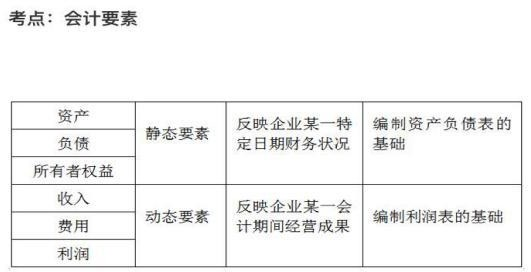 考点：会计要素
资产
负债
所有者权益
静态要素
反映企业某一特
定日期财务状况
编制资产负债表的
基础
收入
费用
利润
动态要素
反映企业某一会
计期间经营成果
编制利润表的基础